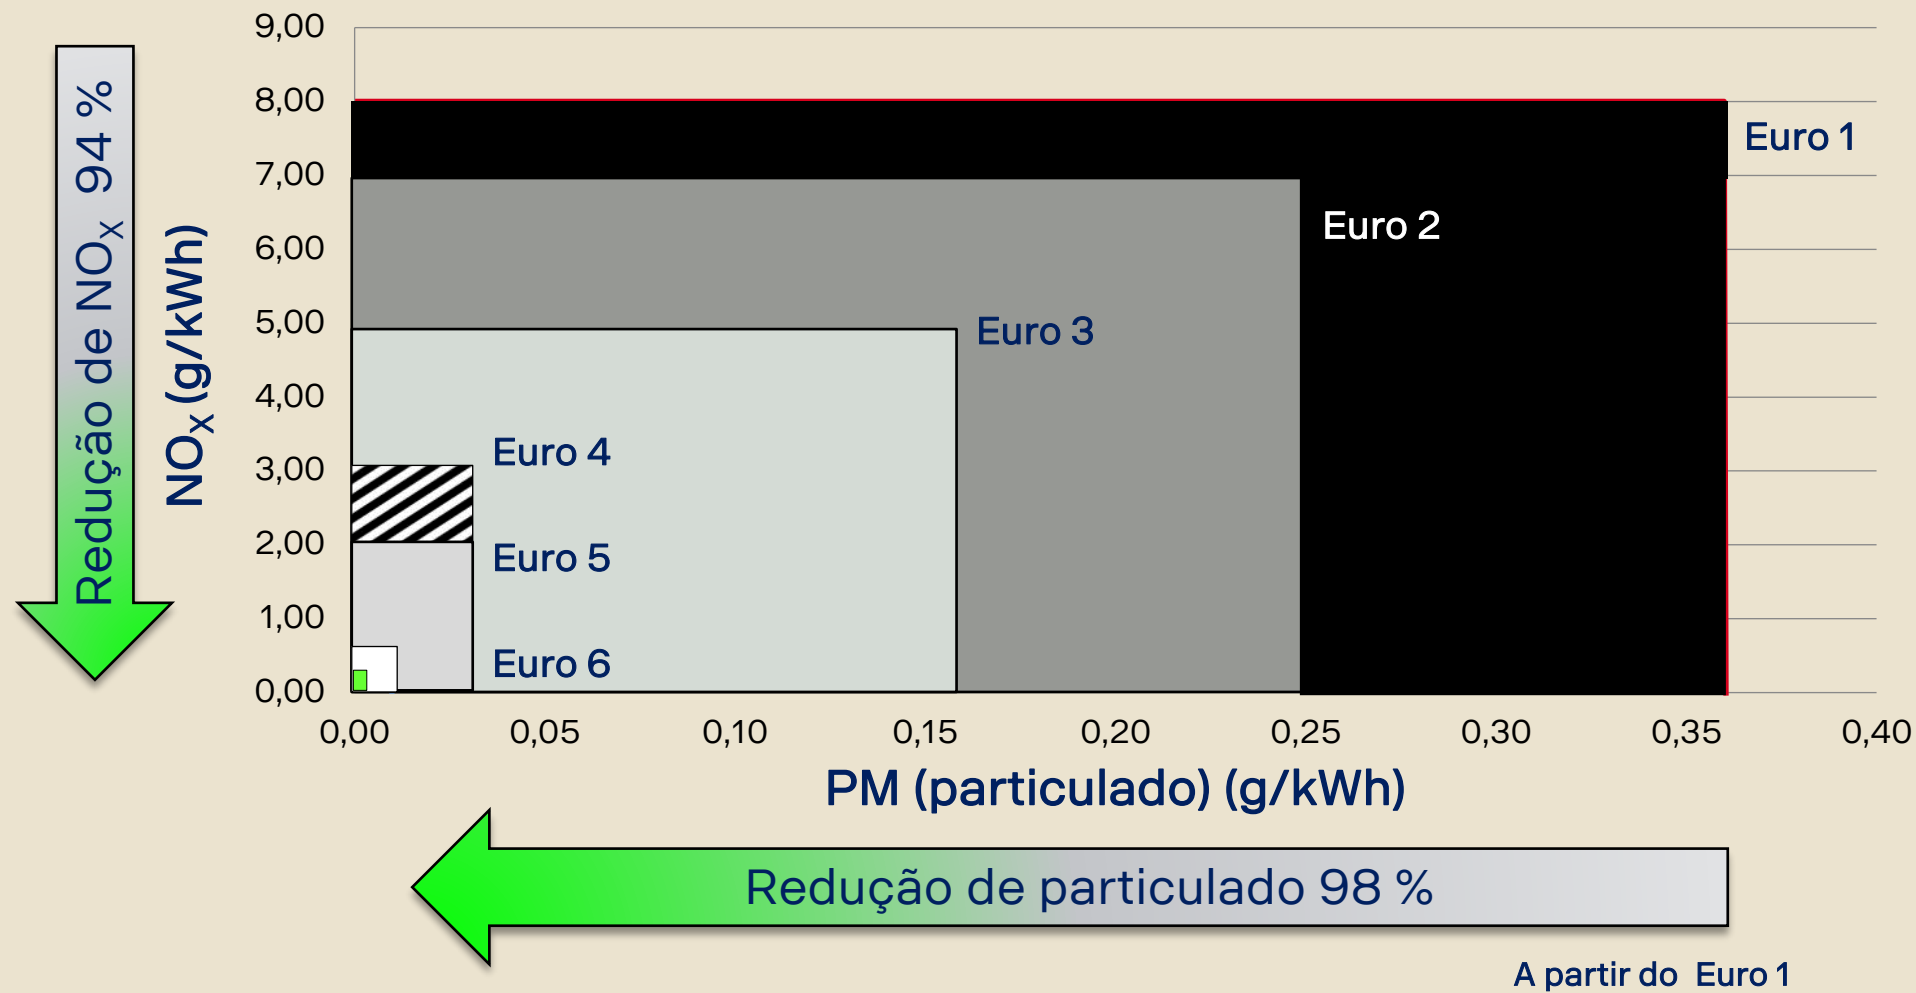 9,00
8,00
7,00
6,00
5,00
4,00
3,00
2,00
1,00
0,00
Redução de NOX 94 %
NOX (g/kWh)
Euro 1
Euro 2
Euro 3
Euro 4
Euro 5
Euro 6
0,00 0,05 0,10 0,15 0,20 0,25 0,30 0,35 0,40
PM (particulado) (g/kWh)
Redução de particulado 98 %
A partir do Euro 1